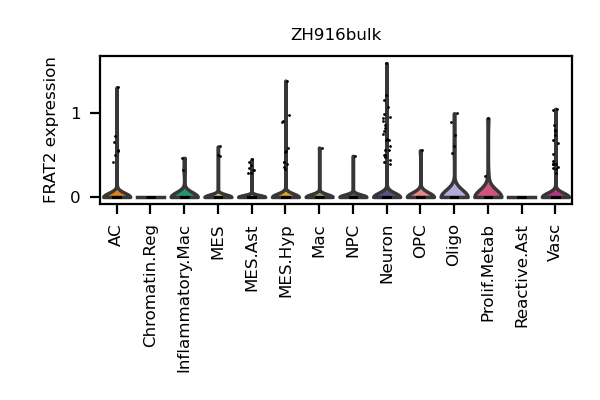 ZH916bulk
FRAT2 expression
1
0
AC
Chromatin.Reg
Inflammatory.Mac
MES
MES.Ast
MES.Hyp
Mac
NPC
Neuron
OPC
Oligo
Prolif.Metab
Reactive.Ast
Vasc